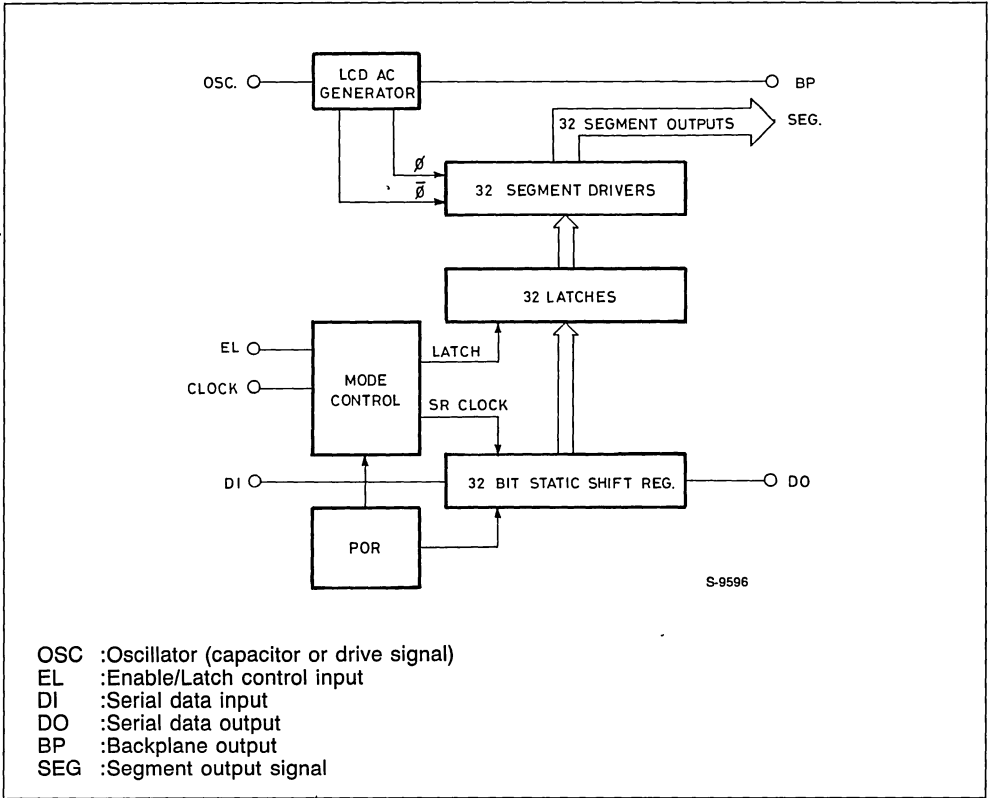 OSC.
LCD AC
GENERATOR
BP
32 SEGMENT OUTPUTS
SEG.
ø
ø̅
32 SEGMENT DRIVERS
32 LATCHES
EL
CLOCK
MODE
CONTROL
LATCH
SR CLOCK
DI
32 BIT STATIC SHIFT REG.
DO
POR
S-9596
OSC :Oscillator (capacitor or drive signal)
EL :Enable/Latch control input
DI :Serial data input
DO :Serial data output
BP :Backplane output
SEG :Segment output signal